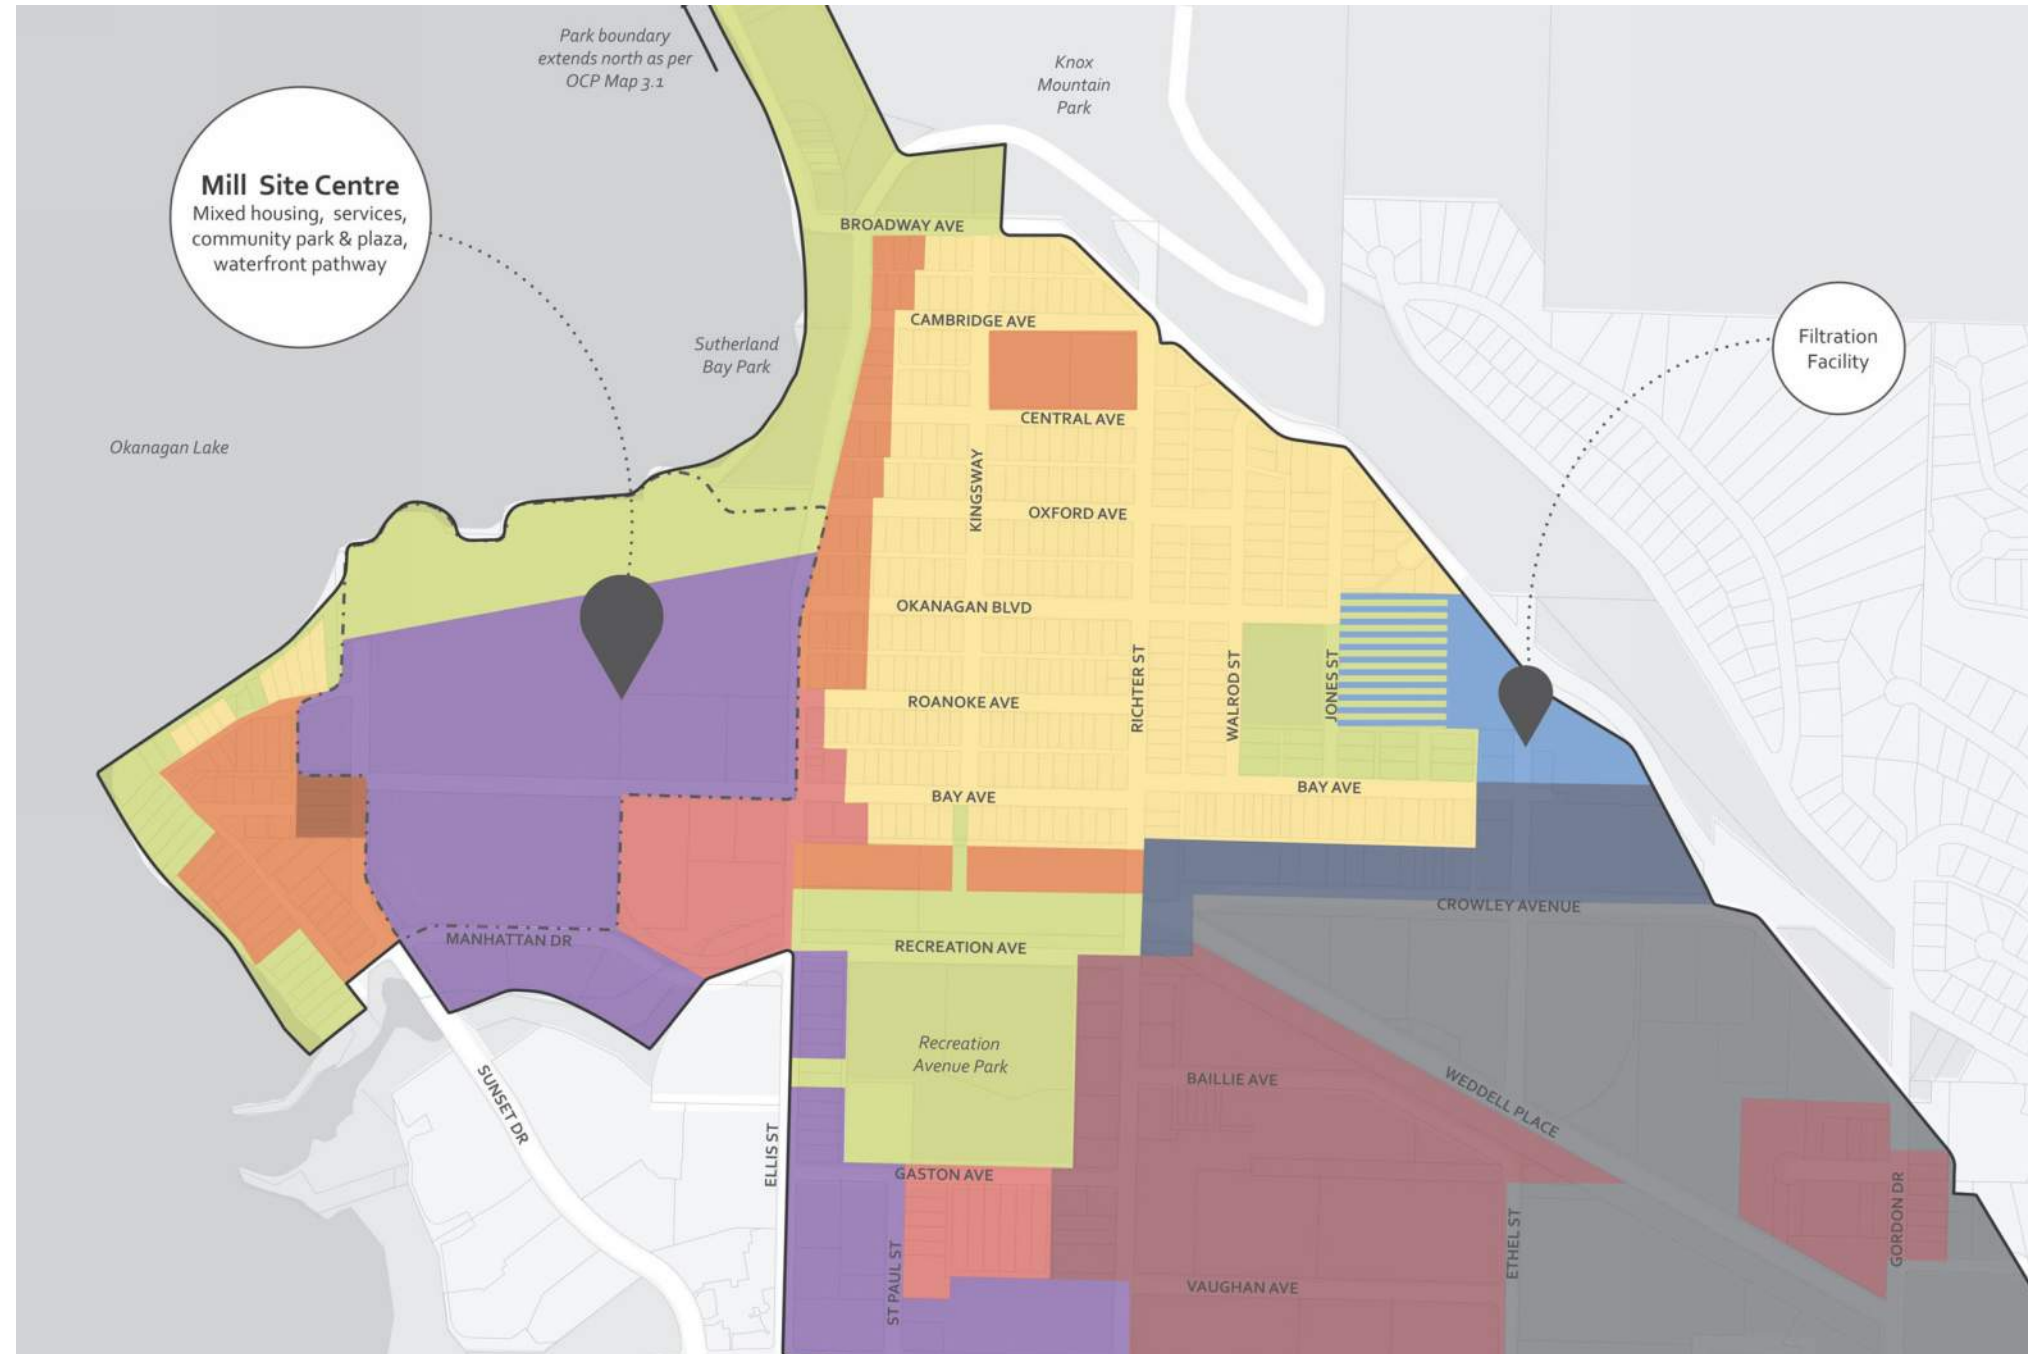 Park boundary
extends north as per
OCP Map 3.1
Knox
Mountain
Park
Mill Site Centre
Mixed housing, services,
community park & plaza,
waterfront pathway
BROADWAY AVE
CAMBRIDGE AVE
Sutherland
Bay Park
Filtration
Facility
CENTRAL AVE
Okanagan Lake
KINGSWAY
OXFORD AVE
OKANAGAN BLVD
RICHTER ST
WALROD ST
JONES ST
ROANOKE AVE
BAY AVE
BAY AVE
CROWLEY AVENUE
MANHATTAN DR
RECREATION AVE
Recreation
Avenue Park
BAILLIE AVE
WEDDELL PLACE
SUNSET DR
ELLIS ST
GASTON AVE
ST PAUL ST
ETHEL ST
GORDON DR
VAUGHAN AVE